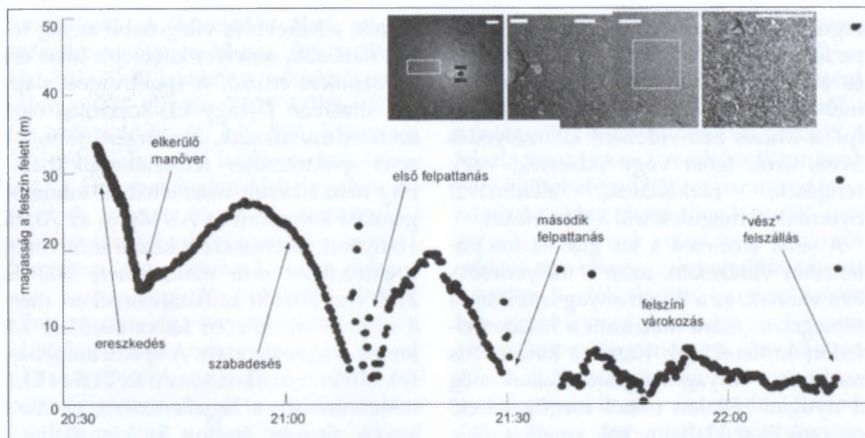 50
40
30
20
10
0
magasság a felszín felett (m)
elkerülő
manőver
ereszkedés
szabadesés
első felpattanás
második
felpattanás
felszíni
várakozás
"vész"
felszállás
20:30
21:00
21:30
22:00